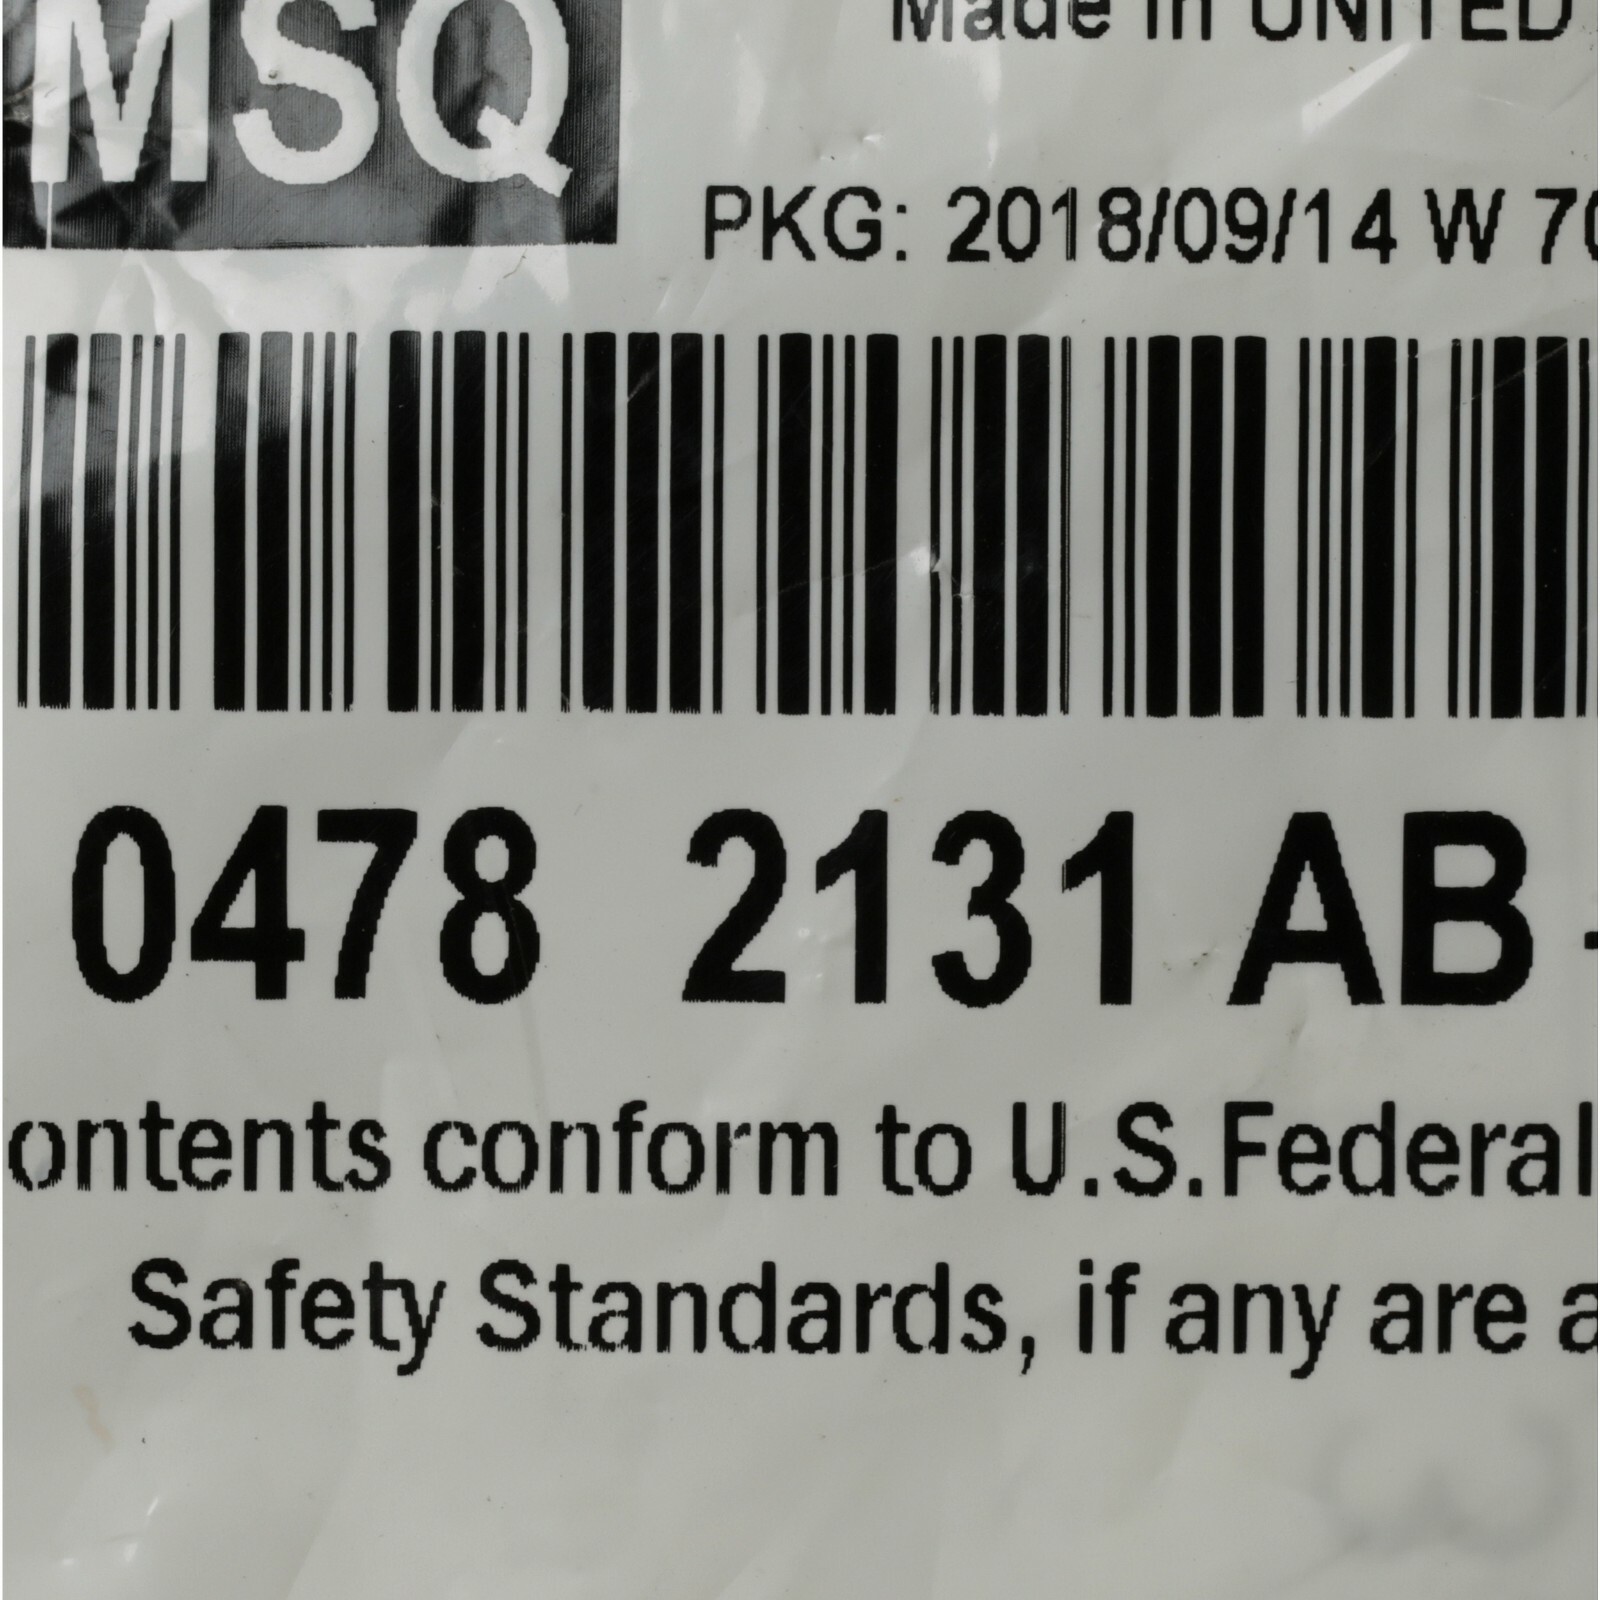 MSQ
Made in UNITED
PKG: 2018/09/14 W 70
0478 2131 AB -
ontents conform to U.S.Federal
Safety Standards, if any are a